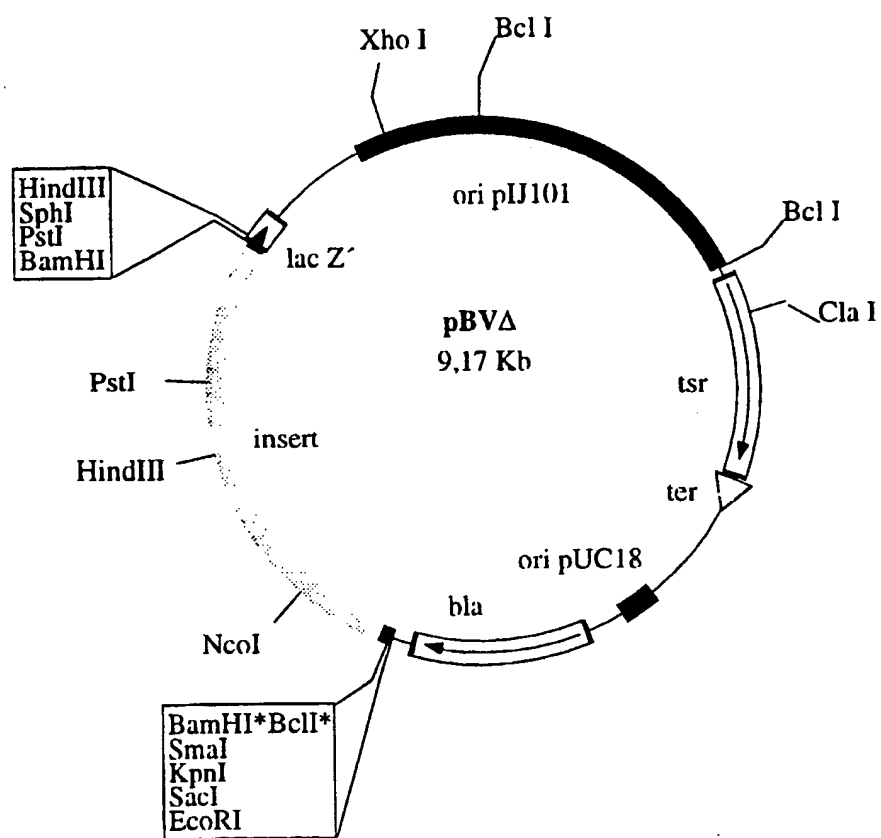 Xho I
Bcl I
HindIII
SphI
PstI
BamHI
ori pIJ101
Bcl I
lac Z´
Cla I
pBVΔ
9,17 Kb
PstI
tsr
insert
HindIII
ter
ori pUC18
bla
NcoI
BamHI*BclI*
SmaI
KpnI
SacI
EcoRI